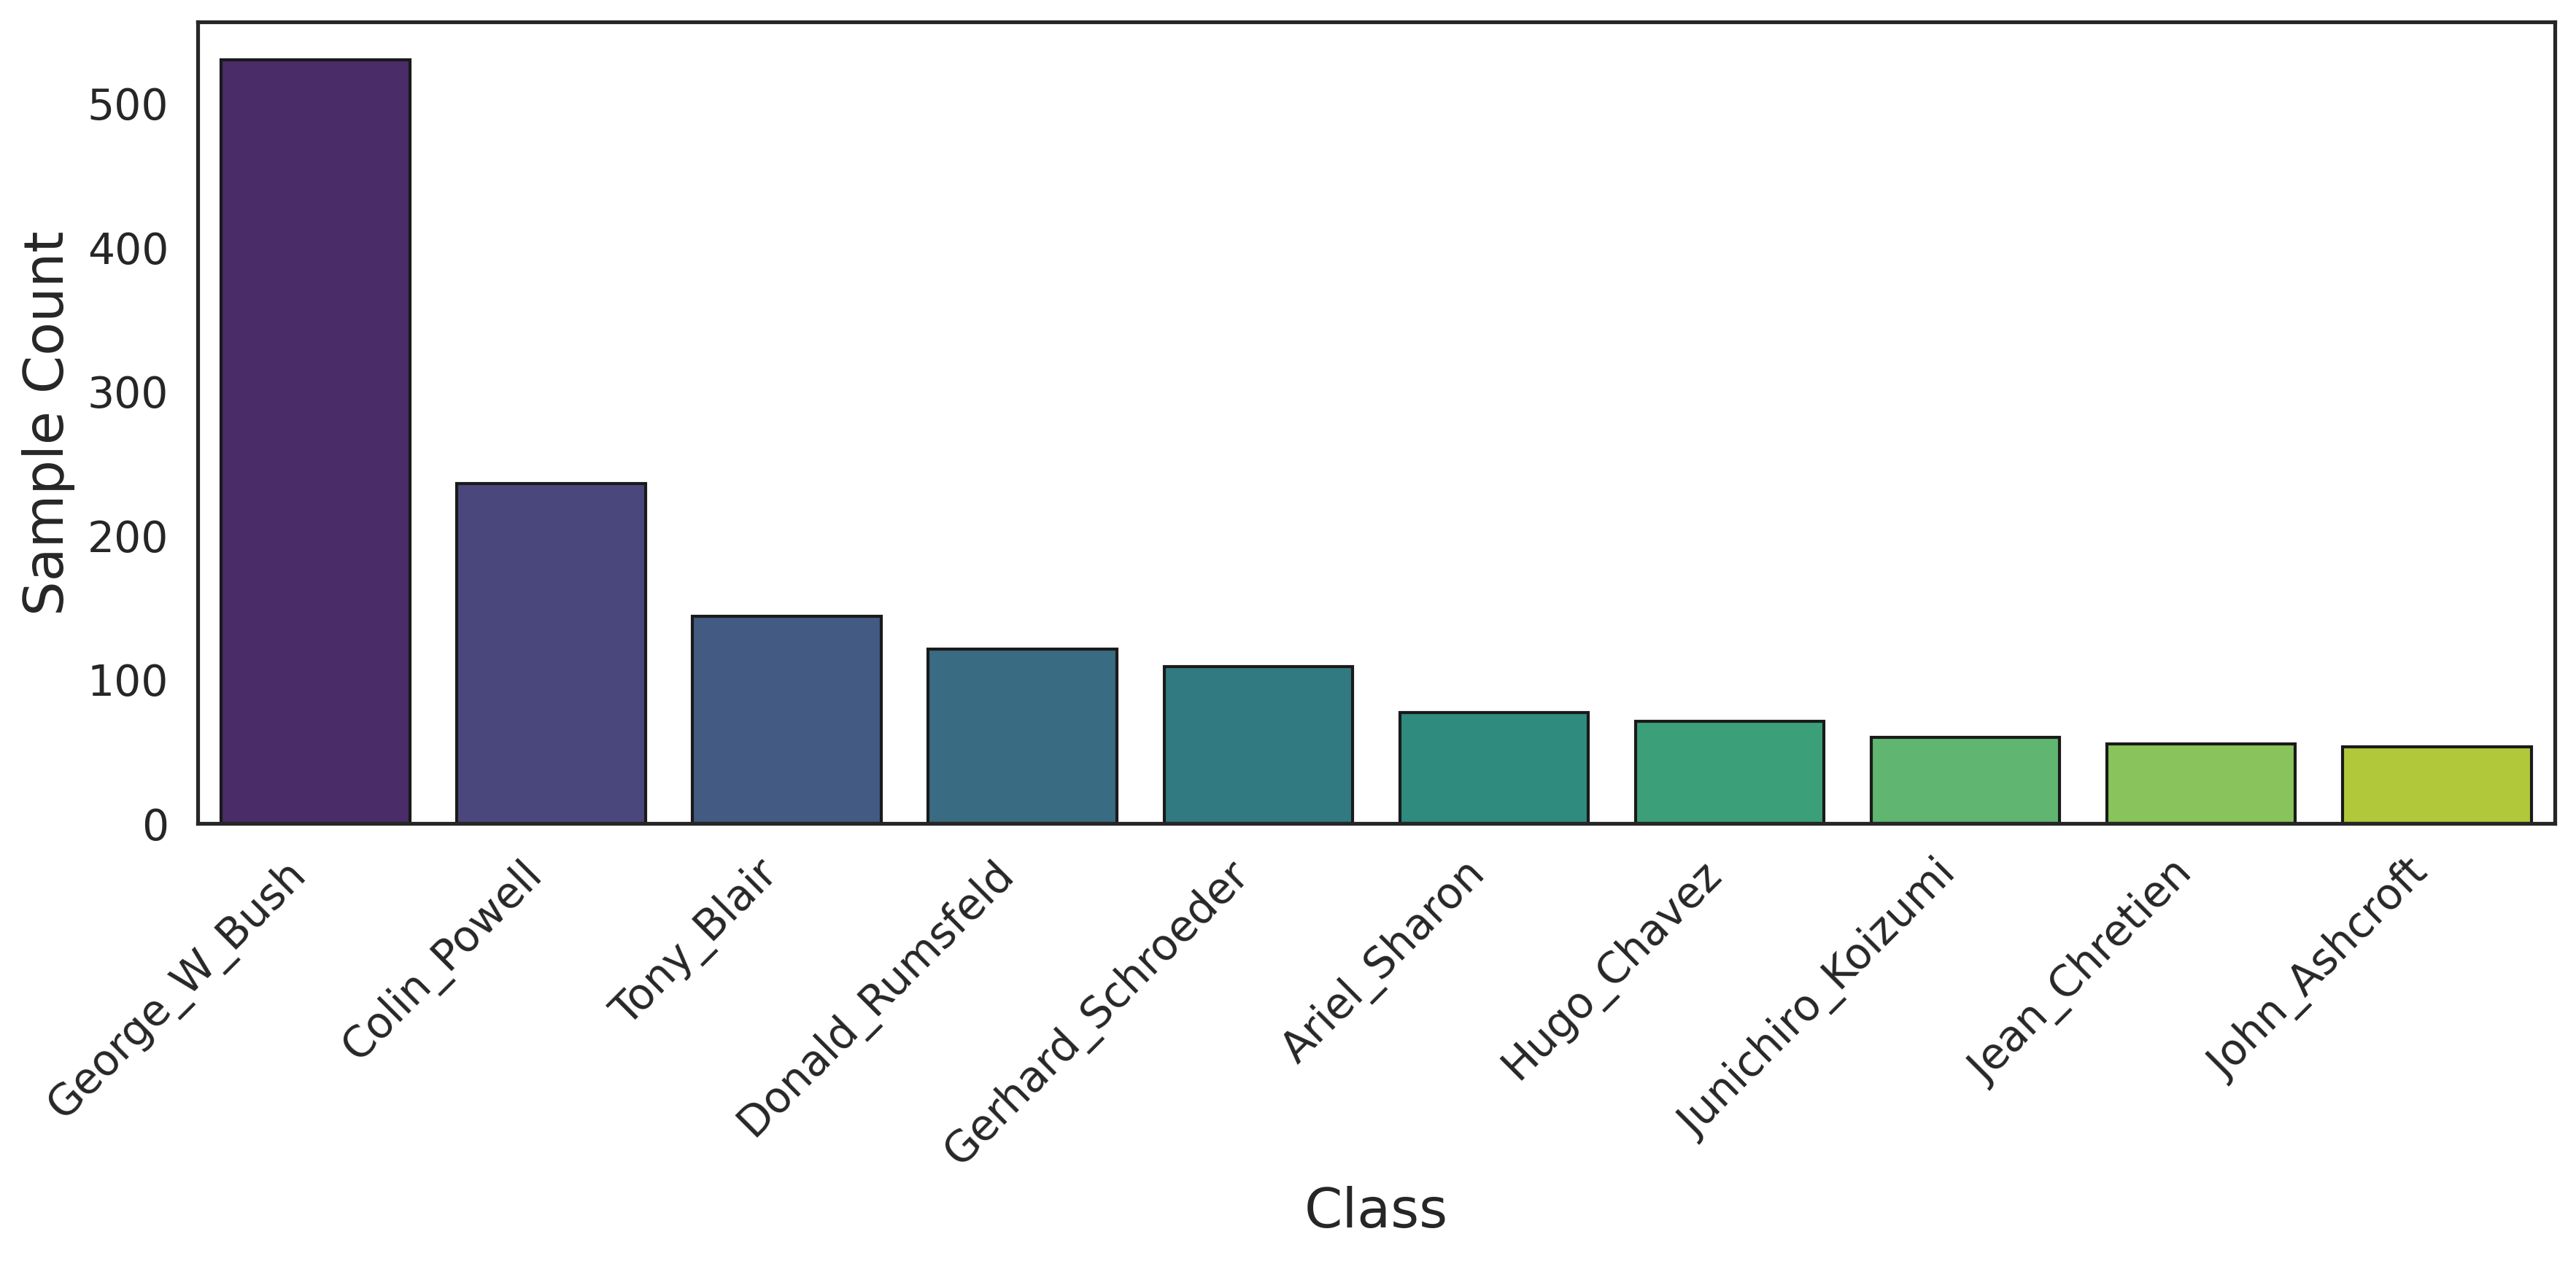 Sample Count
500
400
300
200
100
0
George_W_Bush
Colin_Powell
Tony_Blair
Donald_Rumsfeld
Gerhard_Schroeder
Ariel_Sharon
Hugo_Chavez
Junichiro_Koizumi
Jean_Chretien
John_Ashcroft
Class